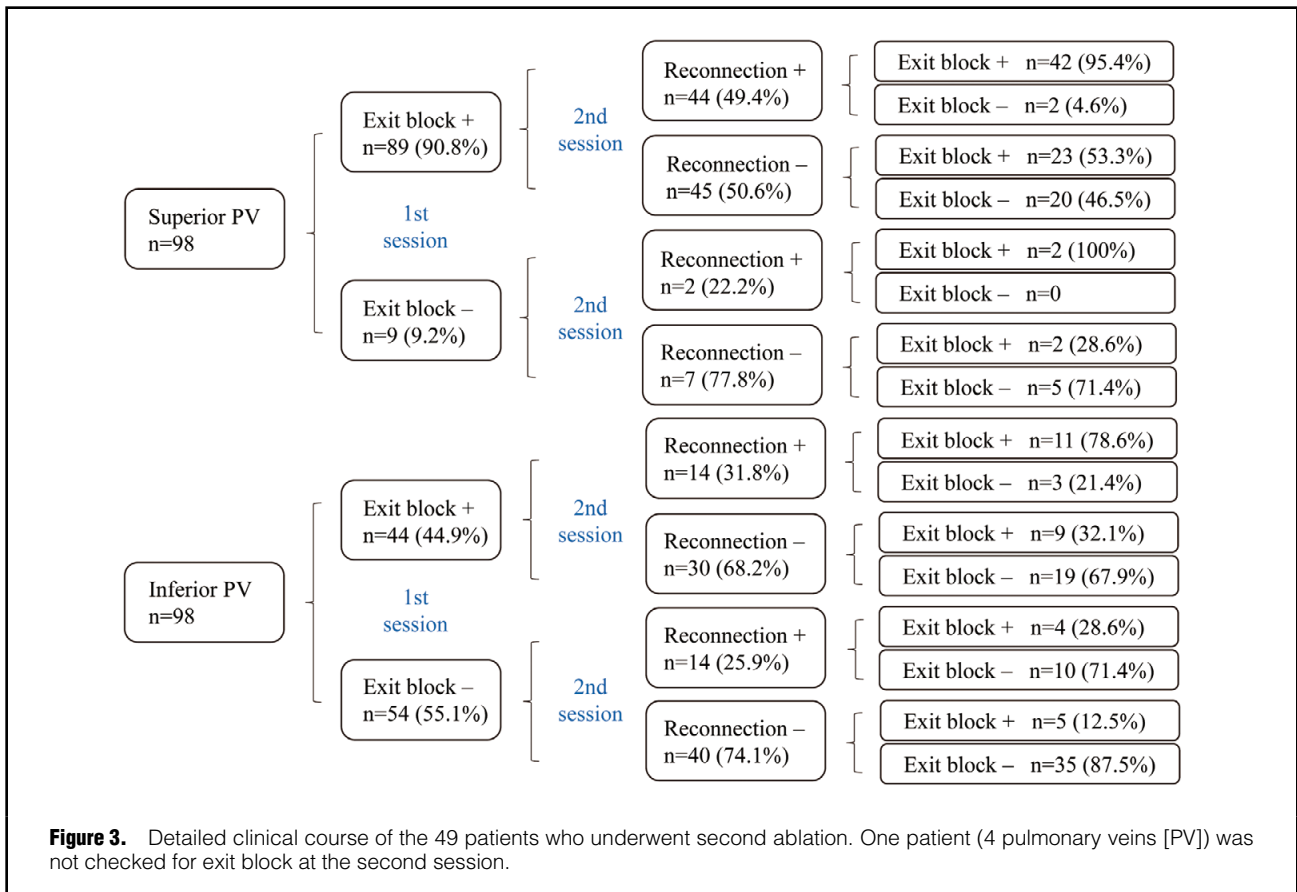 Superior PV
n=98
1st
session
Exit block +
n=89 (90.8%)
2nd
session
Reconnection +
n=44 (49.4%)
Exit block + n=42 (95.4%)
Exit block – n=2 (4.6%)
Reconnection –
n=45 (50.6%)
Exit block + n=23 (53.3%)
Exit block – n=20 (46.5%)
Exit block –
n=9 (9.2%)
2nd
session
Reconnection +
n=2 (22.2%)
Exit block + n=2 (100%)
Exit block – n=0
Reconnection –
n=7 (77.8%)
Exit block + n=2 (28.6%)
Exit block – n=5 (71.4%)
Inferior PV
n=98
1st
session
Exit block +
n=44 (44.9%)
2nd
session
Reconnection +
n=14 (31.8%)
Exit block + n=11 (78.6%)
Exit block – n=3 (21.4%)
Reconnection –
n=30 (68.2%)
Exit block + n=9 (32.1%)
Exit block – n=19 (67.9%)
Exit block –
n=54 (55.1%)
2nd
session
Reconnection +
n=14 (25.9%)
Exit block + n=4 (28.6%)
Exit block – n=10 (71.4%)
Reconnection –
n=40 (74.1%)
Exit block + n=5 (12.5%)
Exit block – n=35 (87.5%)
Figure 3. Detailed clinical course of the 49 patients who underwent second ablation. One patient (4 pulmonary veins [PV]) was
not checked for exit block at the second session.